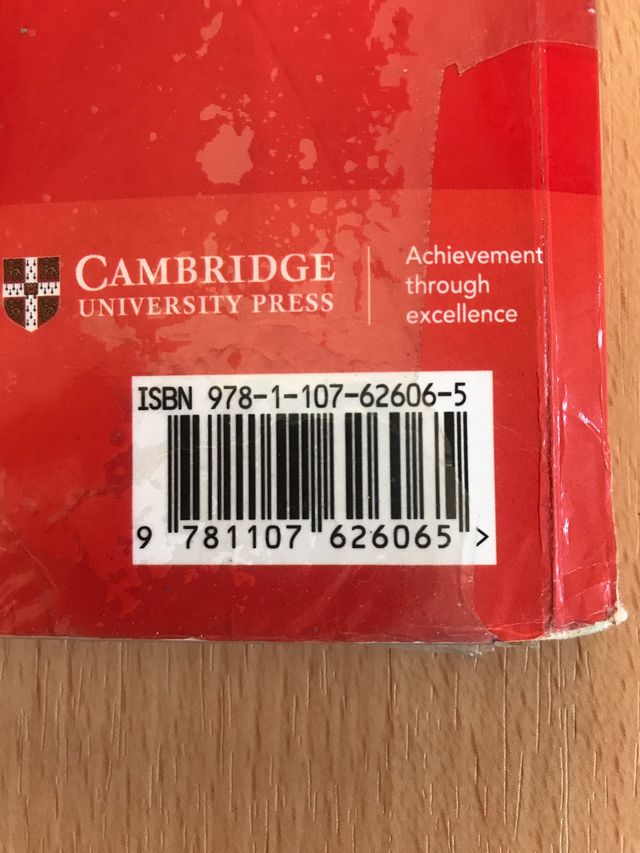 CAMBRIDGE
UNIVERSITY PRESS
Achievement
through
excellence
ISBN 978-1-107-62606-5
9 781107 626065 >